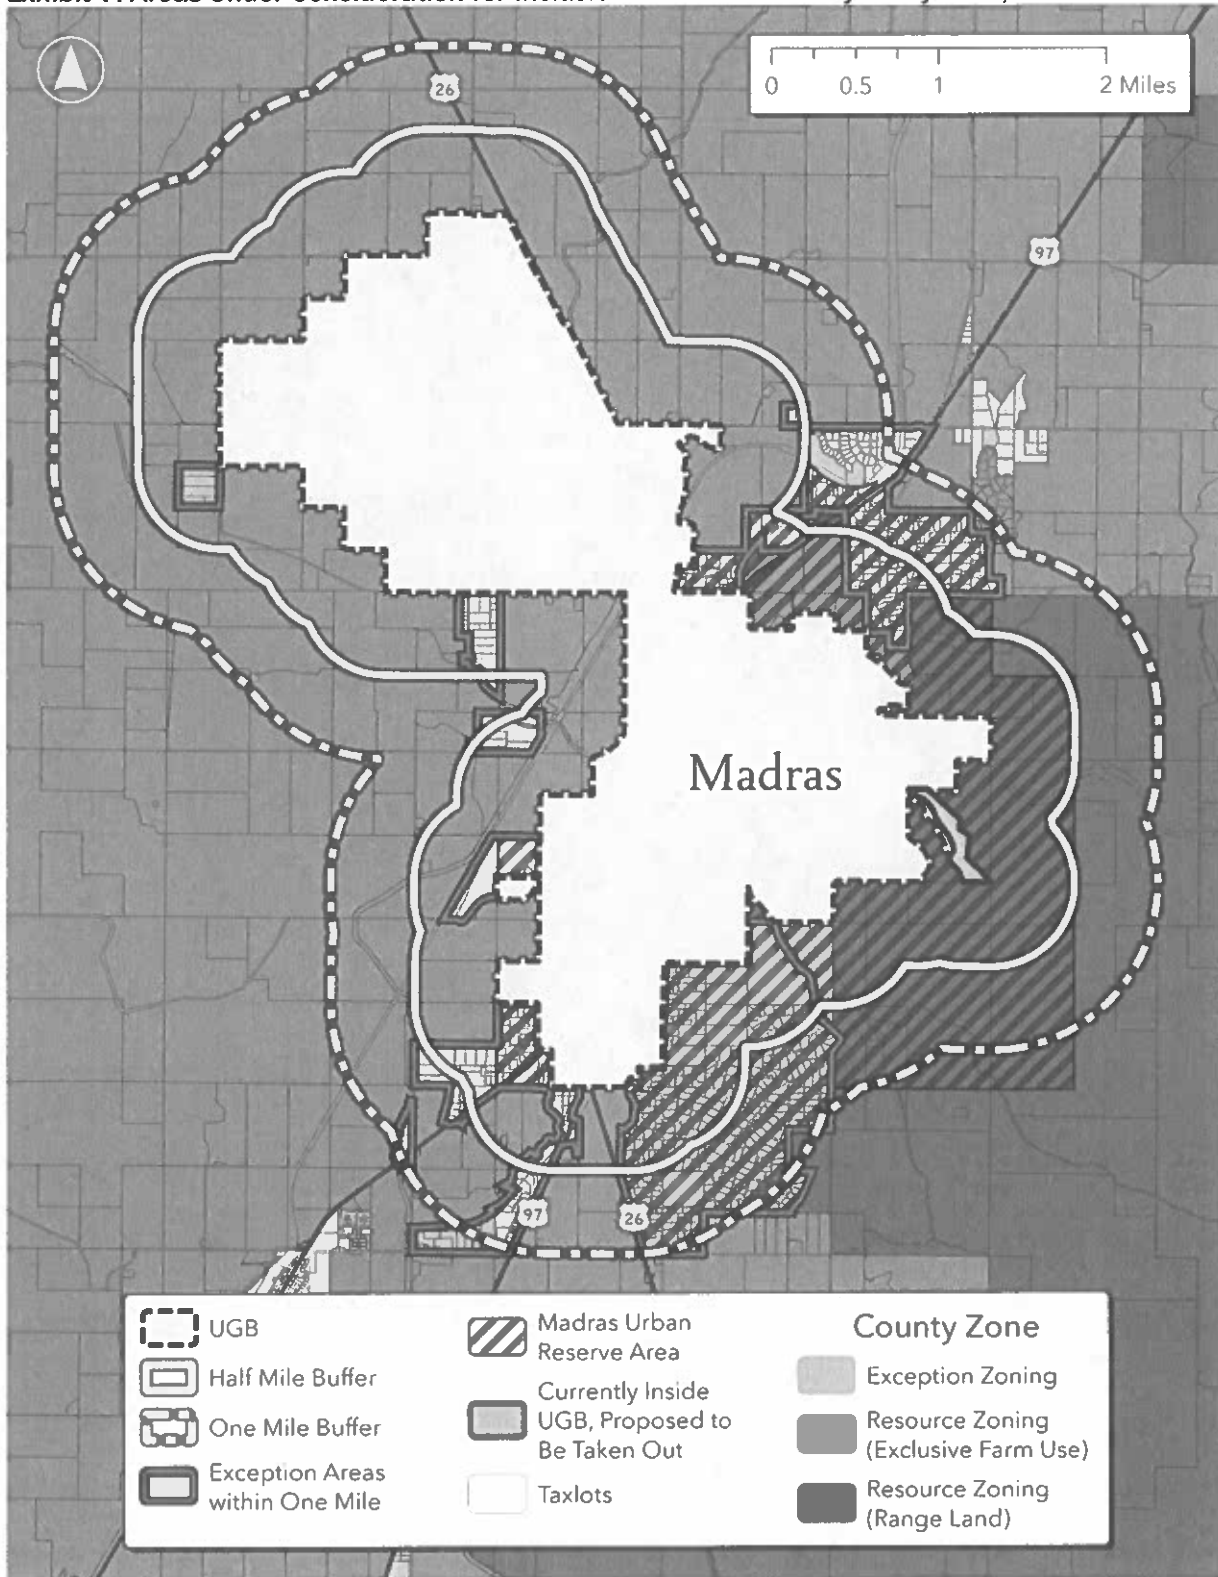 26
0 0.5 1 2 Miles
97
Madras
97
26
UGB
Half Mile Buffer
One Mile Buffer
Exception Areas
within One Mile
Madras Urban
Reserve Area
Currently Inside
UGB, Proposed to
Be Taken Out
Taxlots
County Zone
Exception Zoning
Resource Zoning
(Exclusive Farm Use)
Resource Zoning
(Range Land)